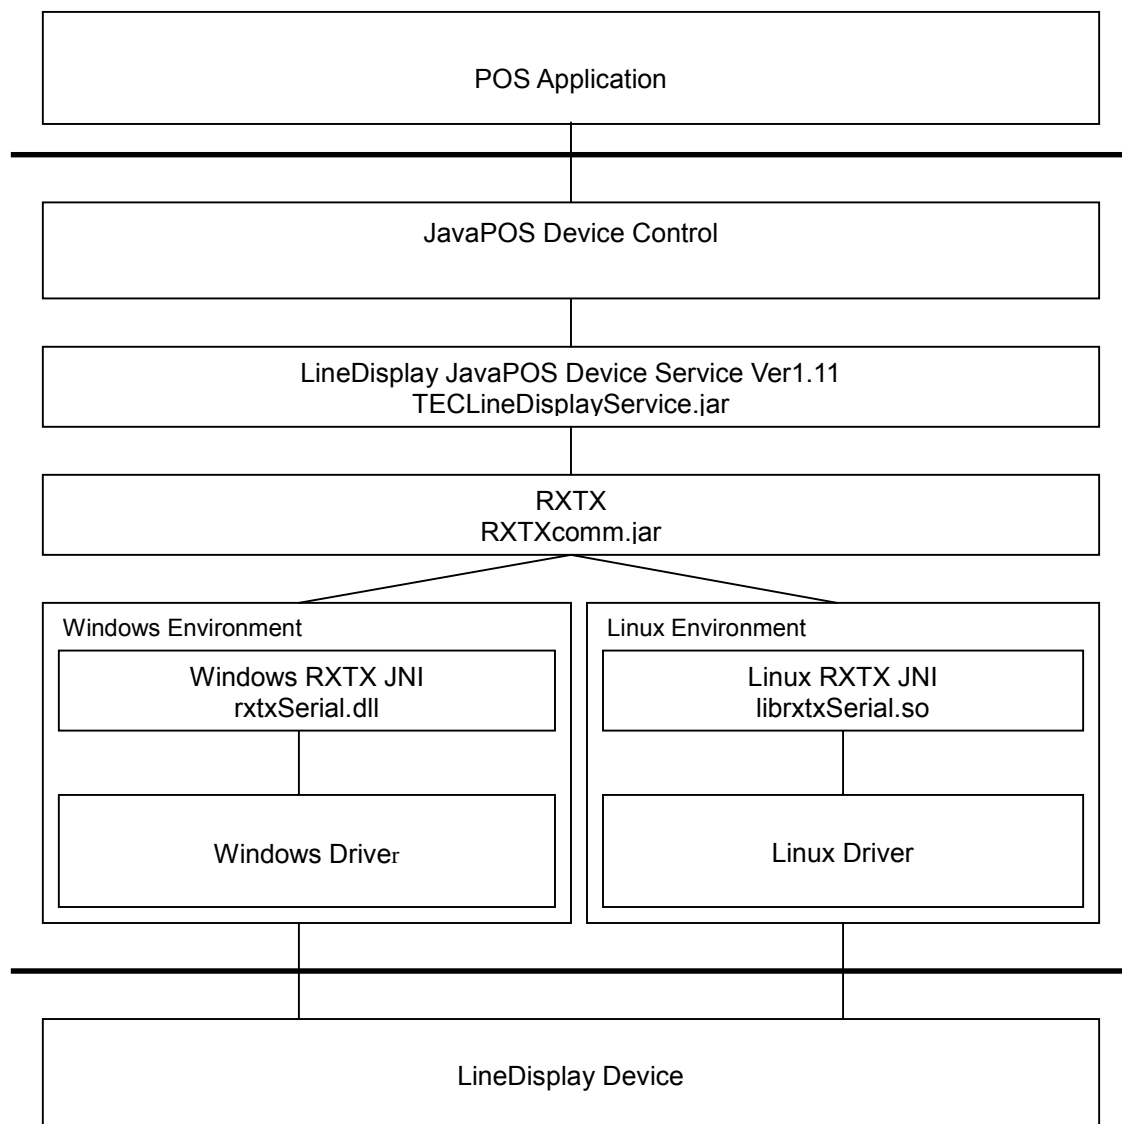 POS Application
JavaPOS Device Control
LineDisplay JavaPOS Device Service Ver1.11
TECLineDisplayService.jar
RXTX
RXTXcomm.jar
Windows Environment
Windows RXTX JNI
rxtxSerial.dll
Windows Driver
Linux Environment
Linux RXTX JNI
librxtxSerial.so
Linux Driver
LineDisplay Device